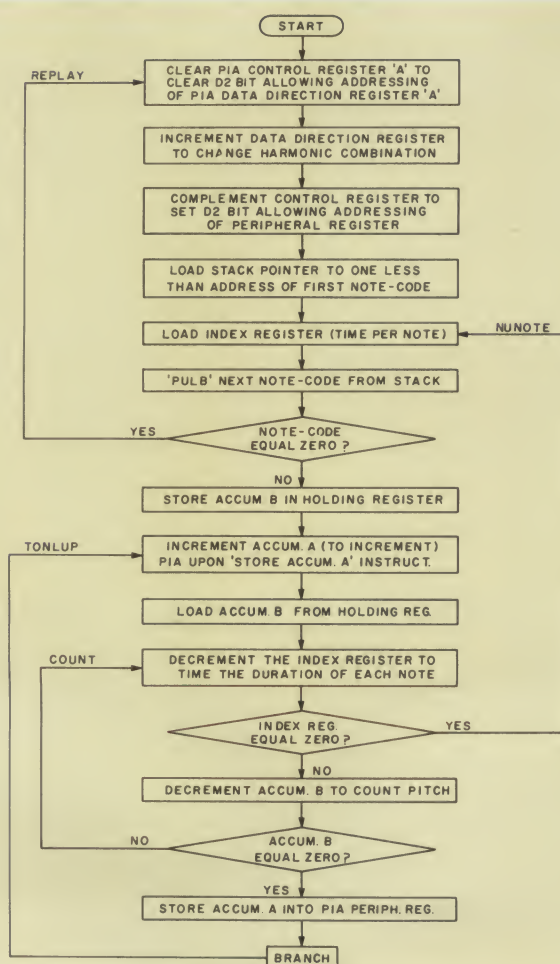 START
REPLAY
CLEAR PIA CONTROL REGISTER 'A' TO
CLEAR D2 BIT ALLOWING ADDRESSING
OF PIA DATA DIRECTION REGISTER 'A'
INCREMENT DATA DIRECTION REGISTER
TO CHANGE HARMONIC COMBINATION
COMPLEMENT CONTROL REGISTER TO
SET D2 BIT ALLOWING ADDRESSING
OF PERIPHERAL REGISTER
LOAD STACK POINTER TO ONE LESS
THAN ADDRESS OF FIRST NOTE-CODE
LOAD INDEX REGISTER (TIME PER NOTE)
NUNOTE
'PULB' NEXT NOTE-CODE FROM STACK
NOTE-CODE
EQUAL ZERO?
YES
NO
STORE ACCUM. B IN HOLDING REGISTER
TONLUP
INCREMENT ACCUM. A (TO INCREMENT)
PIA UPON 'STORE ACCUM. A' INSTRUCT.
LOAD ACCUM. B FROM HOLDING REG.
COUNT
DECREMENT THE INDEX REGISTER TO
TIME THE DURATION OF EACH NOTE
INDEX REG.
EQUAL ZERO?
YES
NO
DECREMENT ACCUM. B TO COUNT PITCH
ACCUM. B
EQUAL ZERO?
NO
YES
STORE ACCUM. A INTO PIA PERIPH. REG.
BRANCH